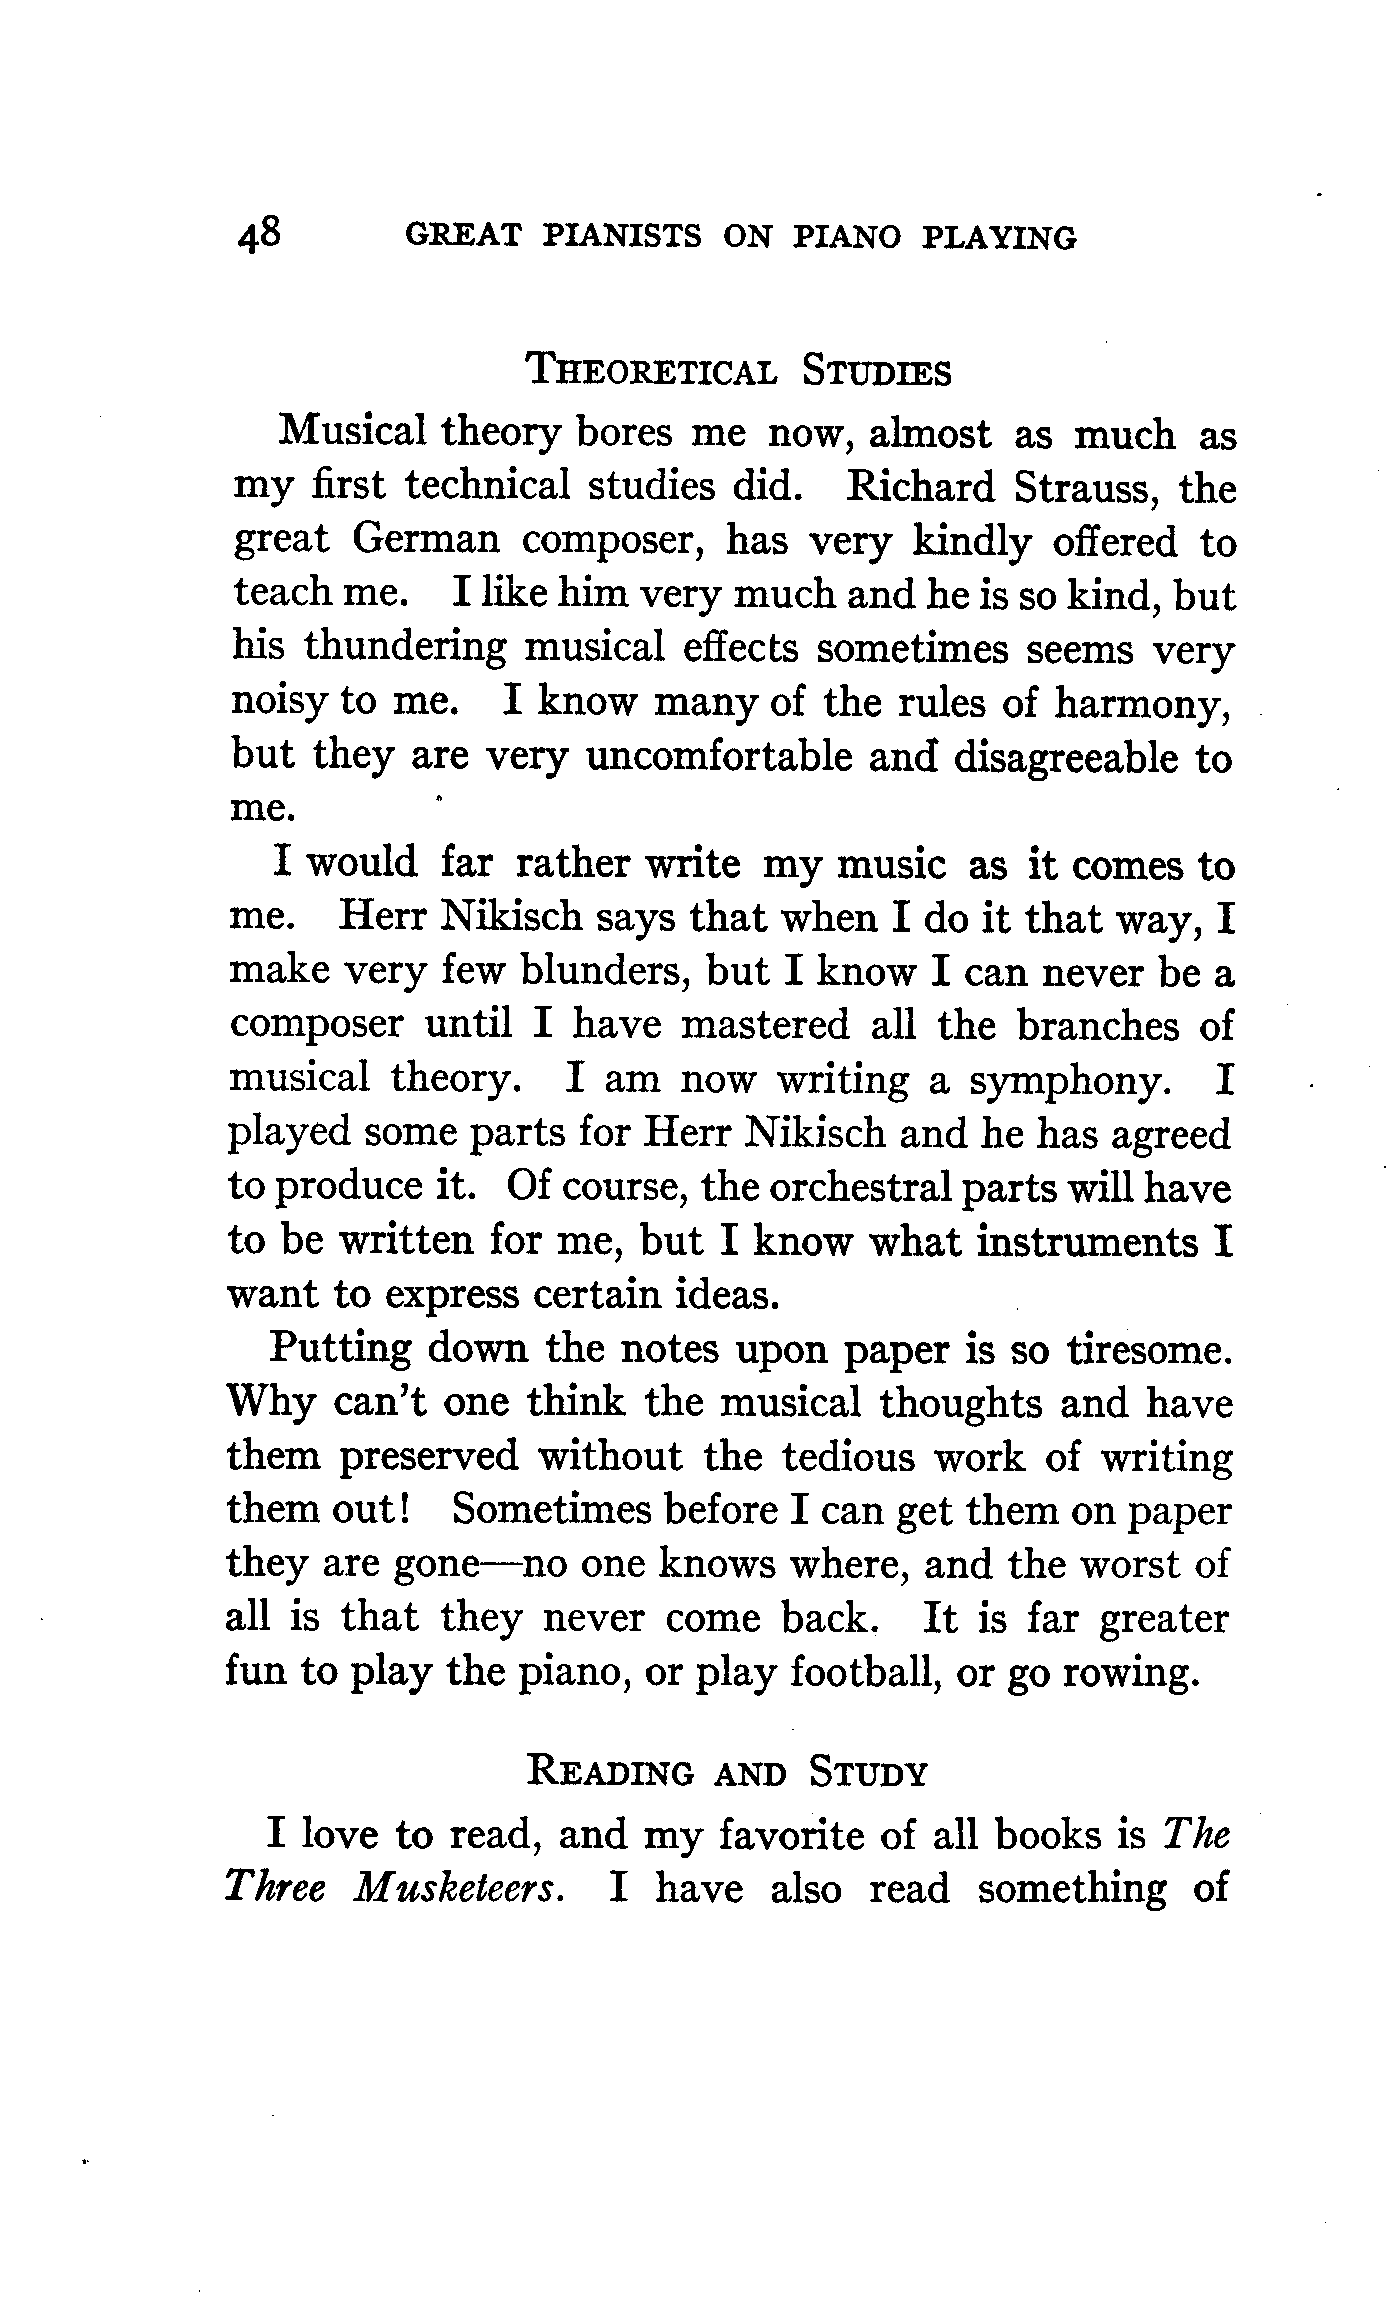 48 GREAT PIANISTS ON PIANO PLAYING
THEORETICAL STUDIES
Musical theory bores me now, almost as much as
my first technical studies did. Richard Strauss, the
great German composer, has very kindly offered to
teach me. I like him very much and he is so kind, but
his thundering musical effects sometimes seems very
noisy to me. I know many of the rules of harmony,
but they are very uncomfortable and disagreeable to
me.
I would far rather write my music as it comes to
me. Herr Nikisch says that when I do it that way, I
make very few blunders, but I know I can never be a
composer until I have mastered all the branches of
musical theory. I am now writing a symphony. I
played some parts for Herr Nikisch and he has agreed
to produce it. Of course, the orchestral parts will have
to be written for me, but I know what instruments I
want to express certain ideas.
Putting down the notes upon paper is so tiresome.
Why can't one think the musical thoughts and have
them preserved without the tedious work of writing
them out! Sometimes before I can get them on paper
they are gone—no one knows where, and the worst of
all is that they never come back. It is far greater
fun to play the piano, or play football, or go rowing.
READING AND STUDY
I love to read, and my favorite of all books is The
Three Musketeers. I have also read something of